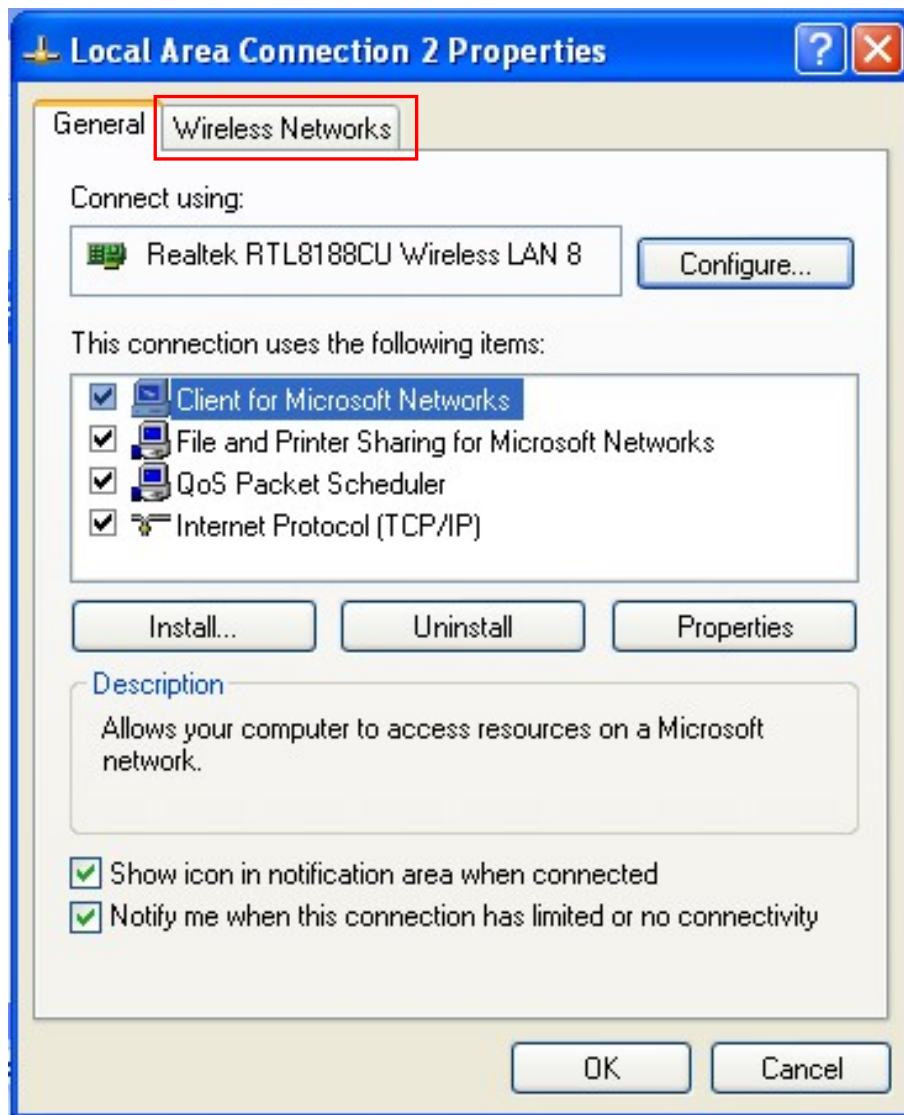 Local Area Connection 2 Properties
General
Wireless Networks
Connect using:
Realtek RTL8188CU Wireless LAN 8
Configure...
This connection uses the following items:
Client for Microsoft Networks
File and Printer Sharing for Microsoft Networks
QoS Packet Scheduler
Internet Protocol (TCP/IP)
Install...
Uninstall
Properties
Description
Allows your computer to access resources on a Microsoft
network.
Show icon in notification area when connected
Notify me when this connection has limited or no connectivity
OK
Cancel